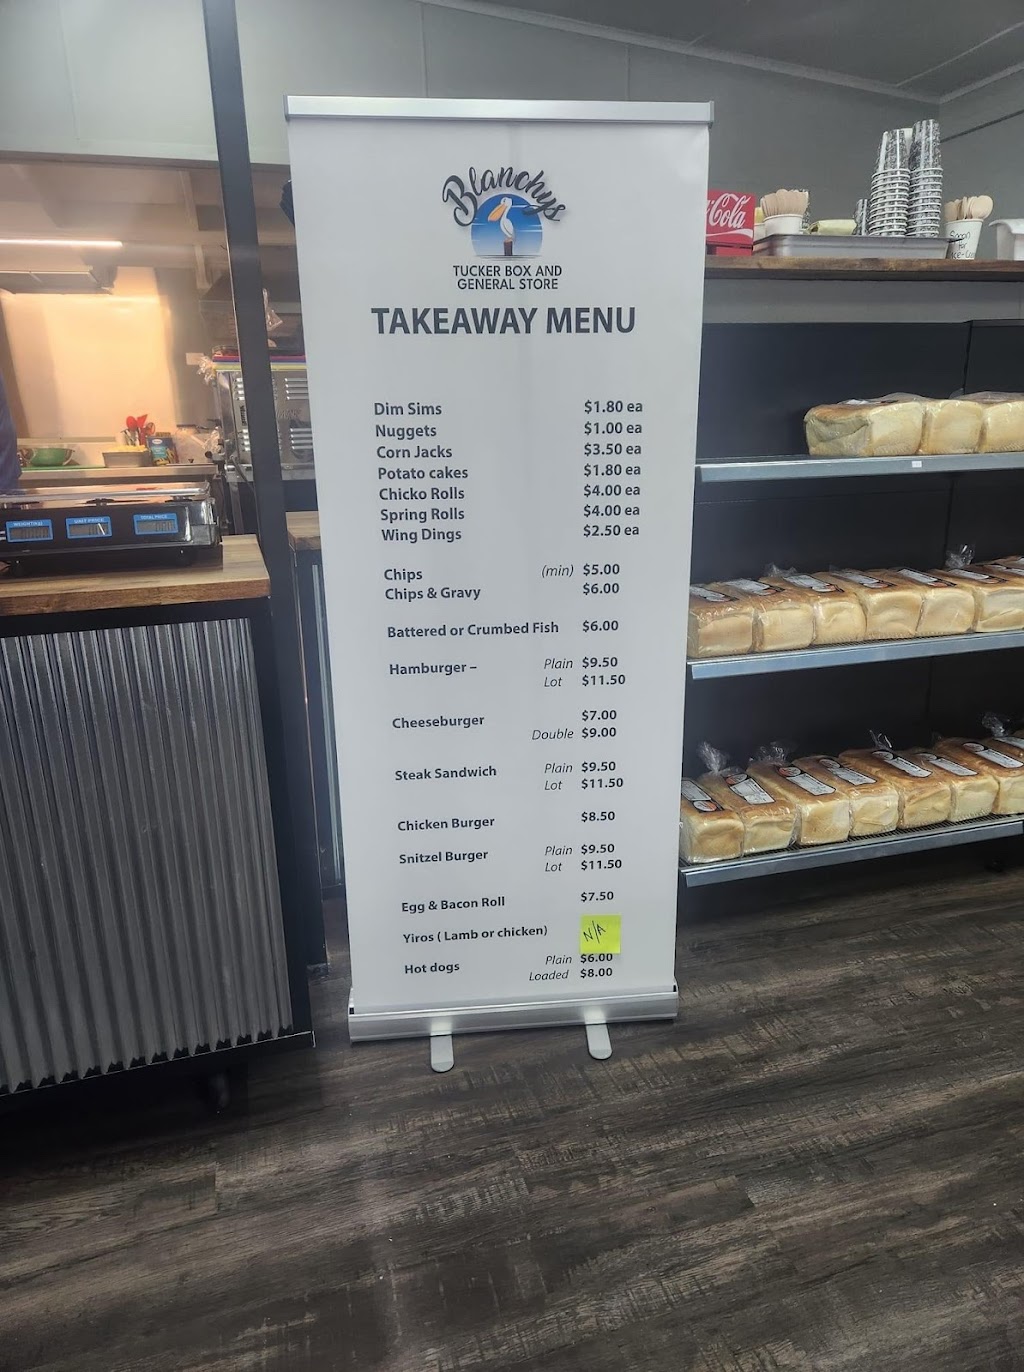 Blanchys
TUCKER BOX AND
GENERAL STORE
TAKEAWAY MENU
Dim Sims $1.80 ea
Nuggets $1.00 ea
Corn Jacks $3.50 ea
Potato cakes $1.80 ea
Chicko Rolls $4.00 ea
Spring Rolls $4.00 ea
Wing Dings $2.50 ea
Chips (min) $5.00
Chips & Gravy $6.00
Battered or Crumbed Fish $6.00
Hamburger – Plain $9.50
Lot $11.50
Cheeseburger $7.00
Double $9.00
Steak Sandwich Plain $9.50
Lot $11.50
Chicken Burger $8.50
Snitzel Burger Plain $9.50
Lot $11.50
Egg & Bacon Roll $7.50
Yiros ( Lamb or chicken) N/A
Hot dogs Plain $6.00
Loaded $8.00
Cola